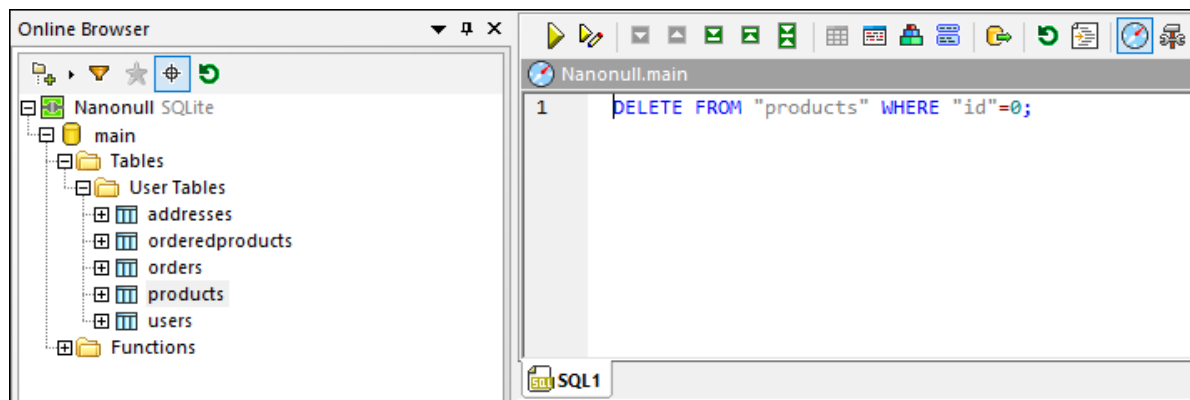 Online Browser
Nanonull SQLite
main
Tables
User Tables
addresses
orderedproducts
orders
products
users
Functions
Nanonull.main
1 DELETE FROM "products" WHERE "id"=0;
SQL SQL1